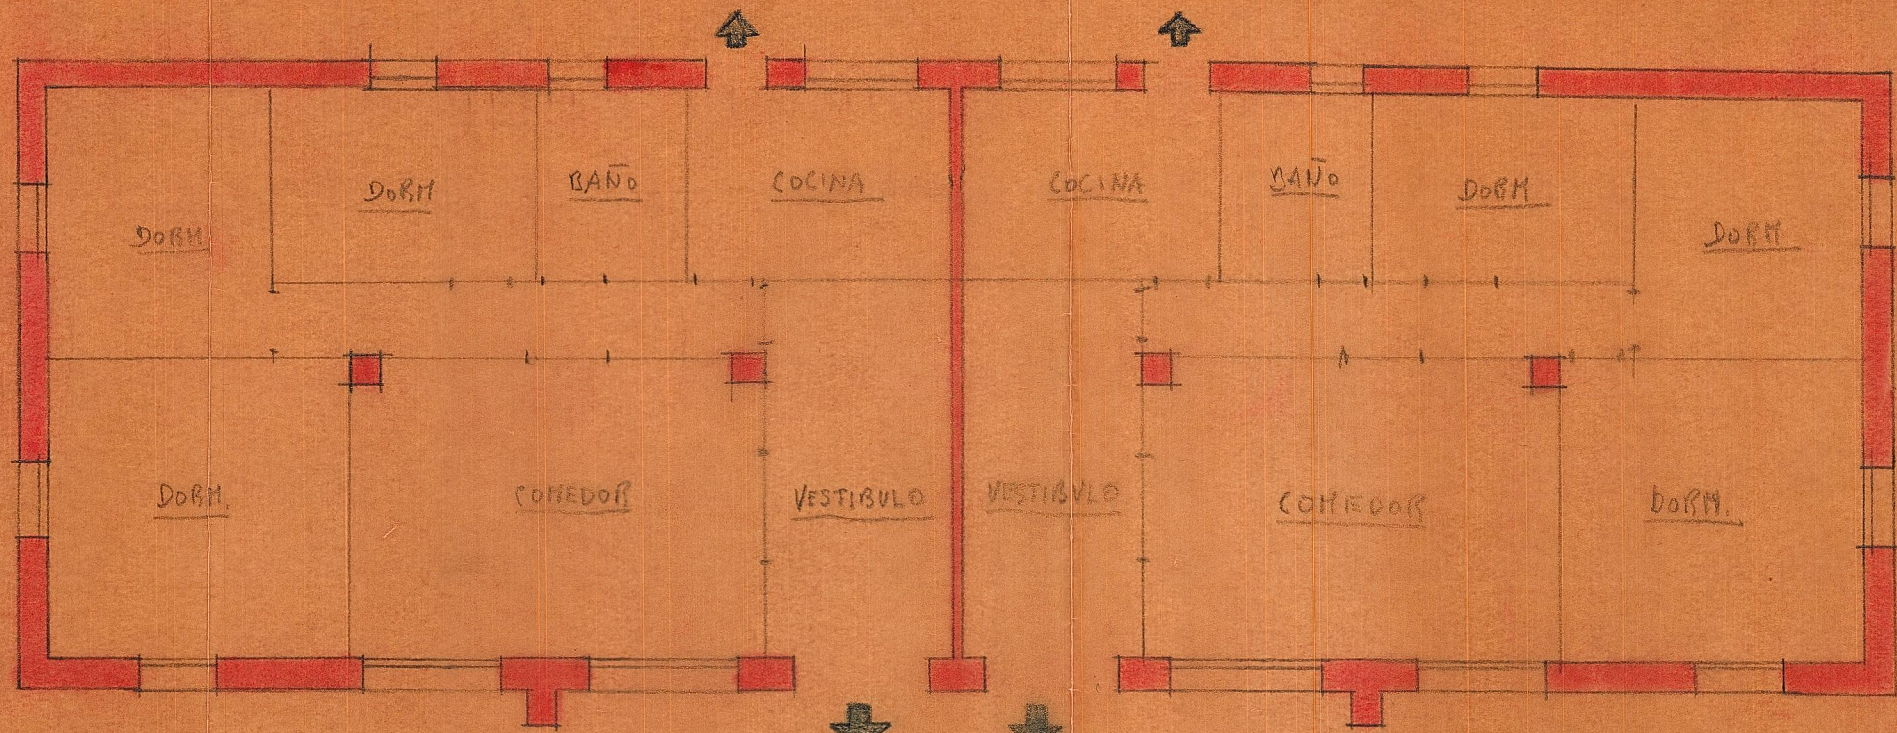 DORM
DORM
BAÑO
COCINA
COCINA
BAÑO
DORM
DORM
DORM.
COMEDOR
VESTIBULO
VESTIBULO
COMEDOR
DORM.